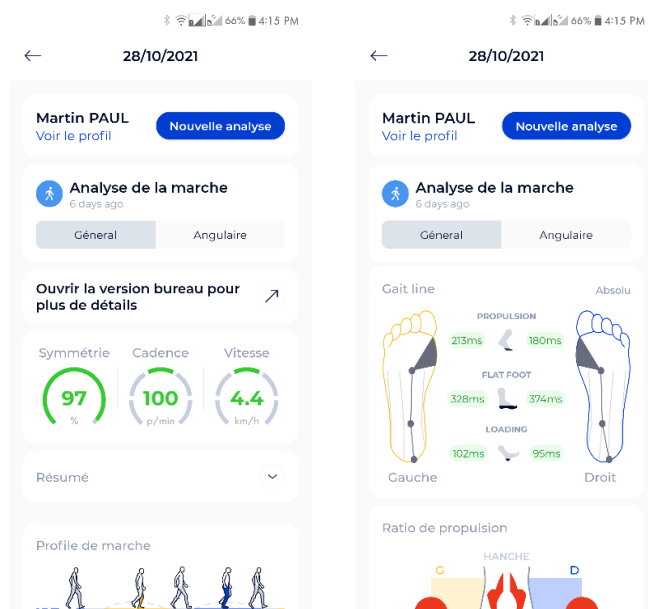 66% 4:15 PM
28/10/2021
Martin PAUL
Voir le profil
Nouvelle analyse
Analyse de la marche
6 days ago
Géneral
Angulaire
Ouvrir la version bureau pour
plus de détails
Symmétrie
Cadence
Vitesse
97
100
4.4
%
p/min
km/h
Résumé
Profile de marche
66% 4:15 PM
28/10/2021
Martin PAUL
Voir le profil
Nouvelle analyse
Analyse de la marche
6 days ago
Géneral
Angulaire
Gait line
Absolu
PROPULSION
213ms
180ms
FLAT FOOT
328ms
374ms
LOADING
102ms
95ms
Gauche
Droit
Ratio de propulsion
HANCHE
G
D